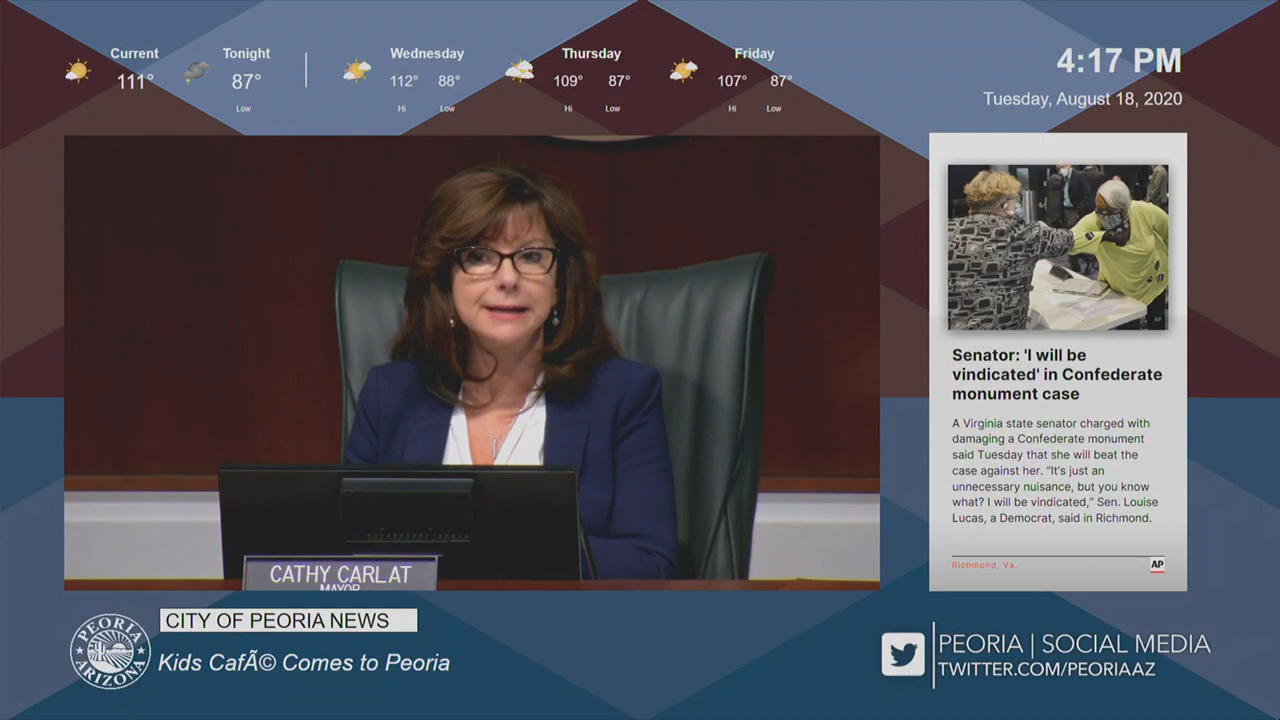 Current
Tonight
Wednesday
Thursday
Friday
111°
87°
112° 88°
109° 87°
107° 87°
Low
Hi Low
Hi Low
Hi Low
4:17 PM
Tuesday, August 18, 2020
CATHY CARLAT
MAYOR
AP
Senator: 'I will be
vindicated' in Confederate
monument case
A Virginia state senator charged with
damaging a Confederate monument
said Tuesday that she will beat the
case against her. "It's just an
unnecessary nuisance, but you know
what? I will be vindicated," Sen. Louise
Lucas, a Democrat, said in Richmond.
Richmond, Va.
AP
PEORIA
ARIZONA
CITY OF PEORIA NEWS
Kids CafÃ© Comes to Peoria
PEORIA | SOCIAL MEDIA
TWITTER.COM/PEORIAAZ